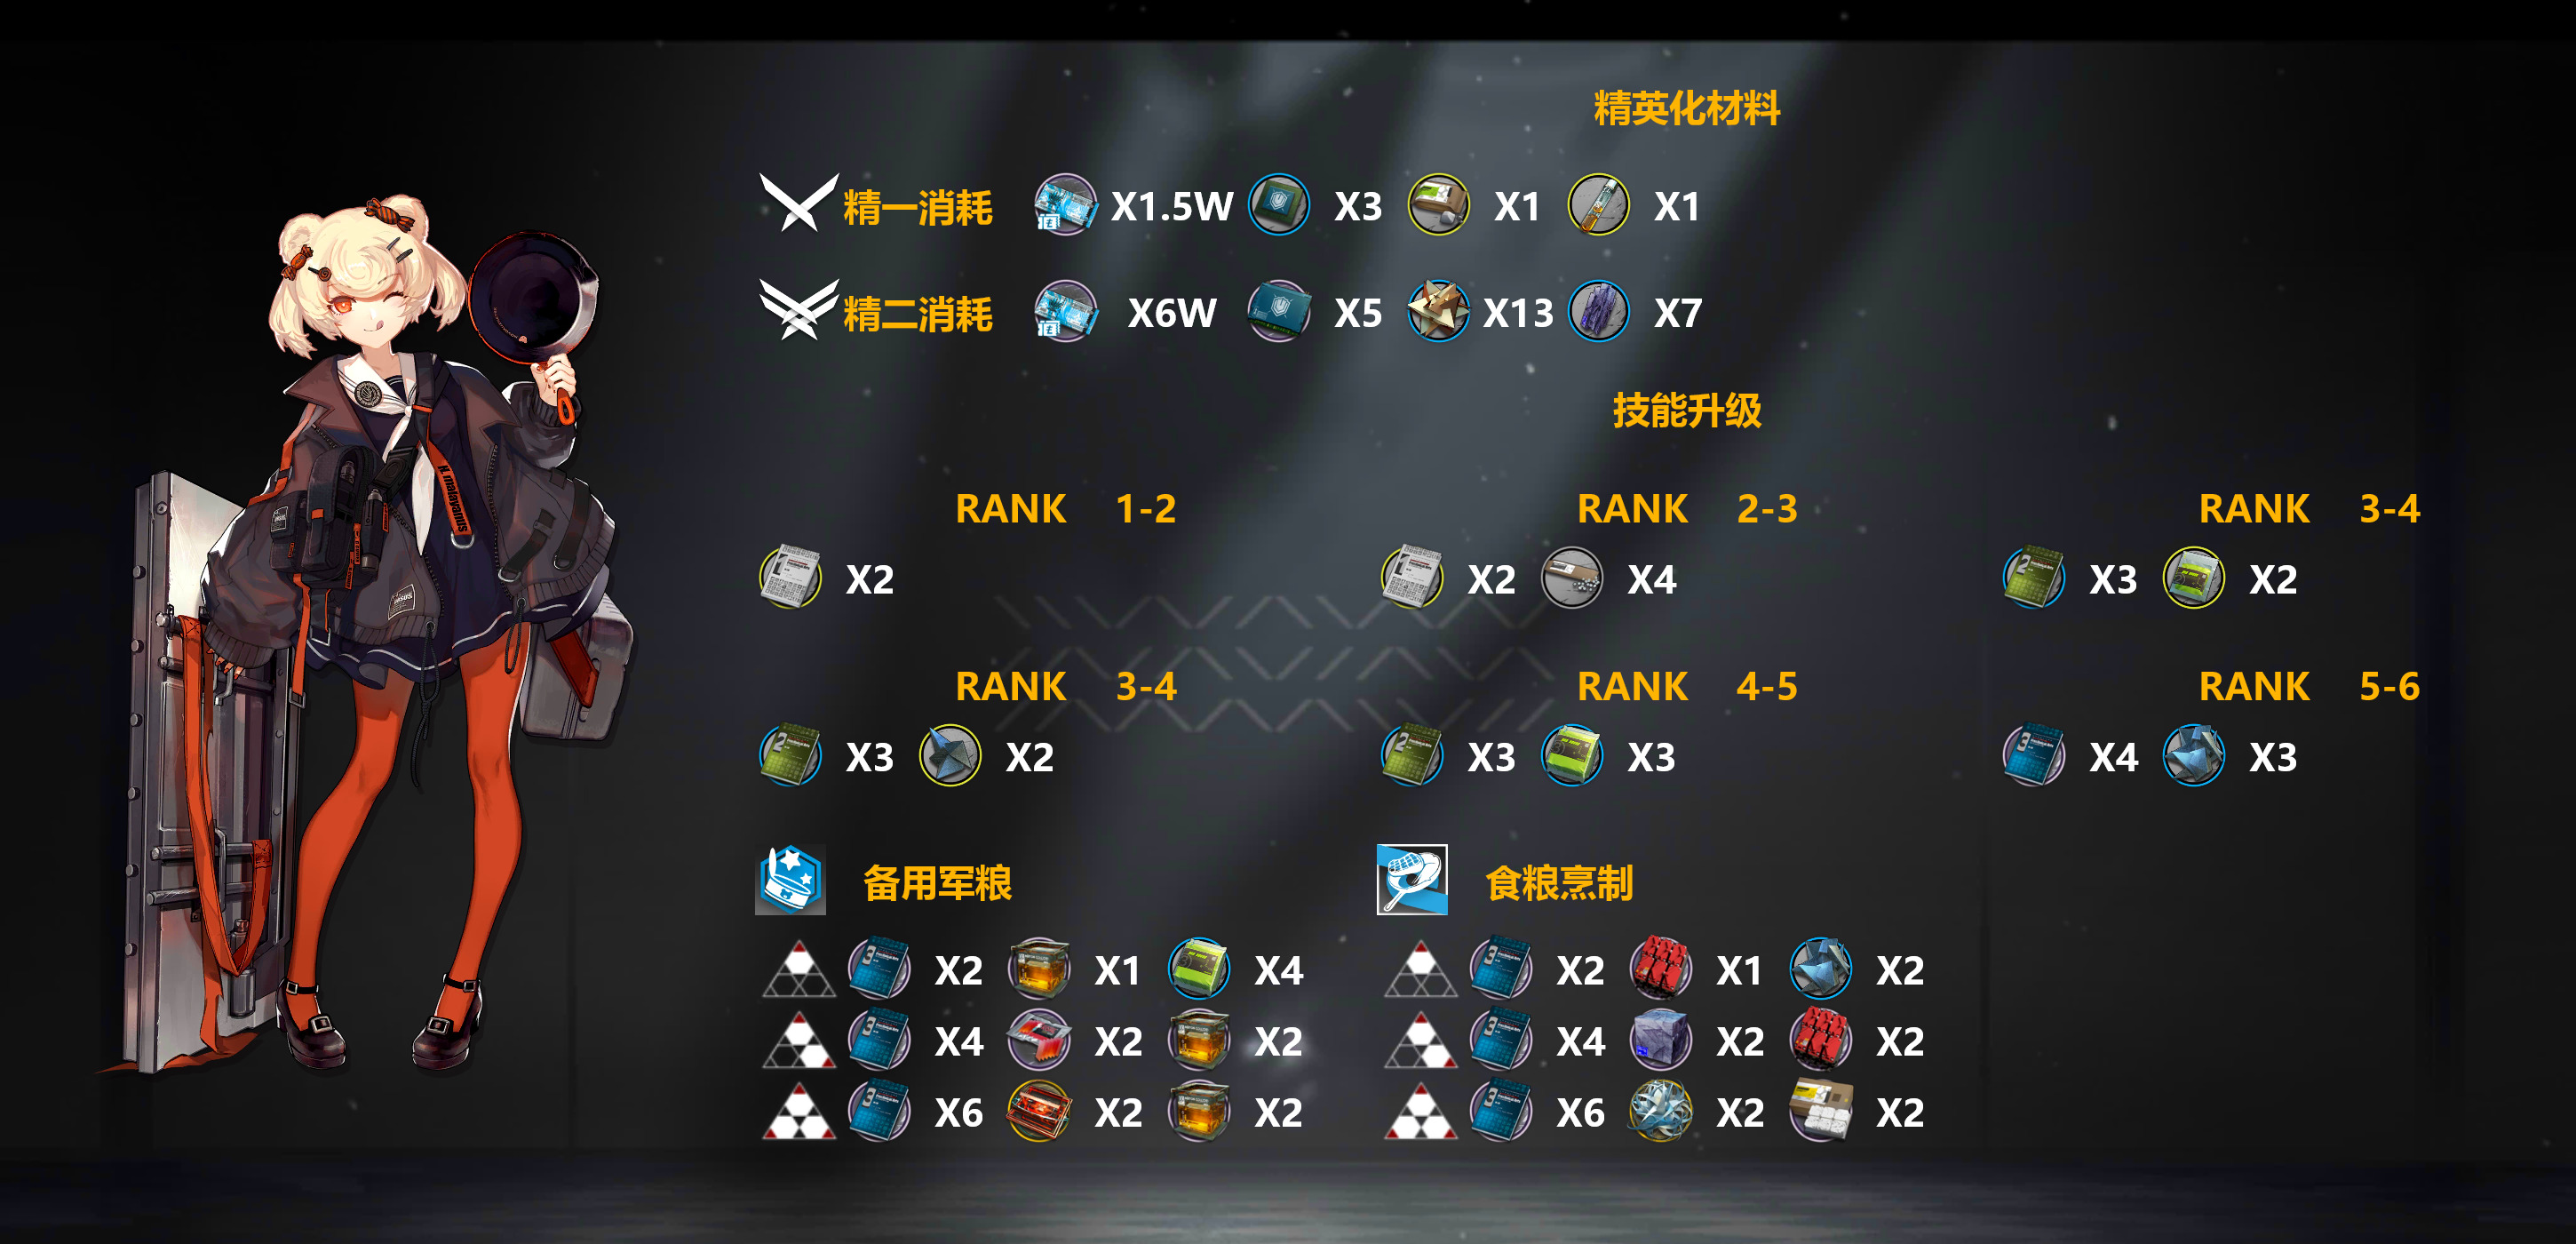 精英化材料
精一消耗 X1.5W X3 X1 X1
精二消耗 X6W X5 X13 X7
技能升级
RANK 1-2 RANK 2-3 RANK 3-4
X2 X2 X4 X3 X2
RANK 3-4 RANK 4-5 RANK 5-6
X3 X2 X3 X3 X4 X3
备用军粮 食粮烹制
X2 X1 X4 X2 X1 X2
X4 X2 X2 X4 X2 X2
X6 X2 X2 X6 X2 X2
N.malayanus
URSUS